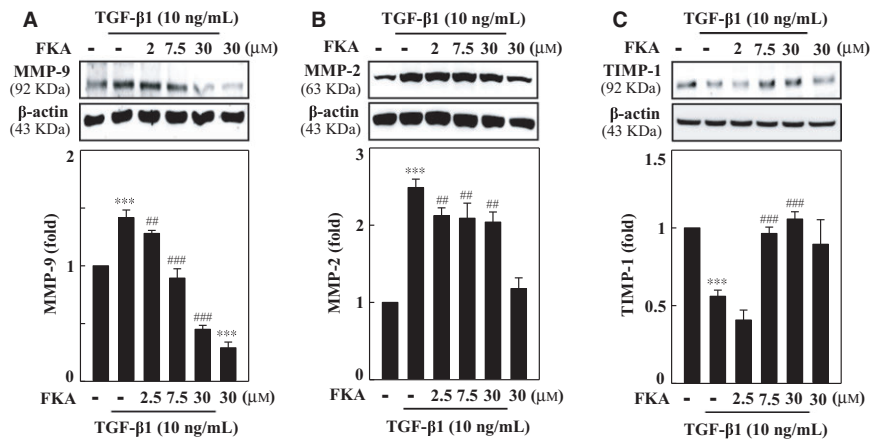 A
TGF-β1 (10 ng/mL)
FKA - - 2 7.5 30 30 (μM)
MMP-9
(92 KDa)
β-actin
(43 KDa)
2
1
0
MMP-9 (fold)
***
##
###
###
***
FKA - - 2.5 7.5 30 30 (μM)
TGF-β1 (10 ng/mL)
B
TGF-β1 (10 ng/mL)
FKA - - 2 7.5 30 30 (μM)
MMP-2
(63 KDa)
β-actin
(43 KDa)
3
2
1
0
MMP-2 (fold)
***
##
##
##
FKA - - 2.5 7.5 30 30 (μM)
TGF-β1 (10 ng/mL)
C
TGF-β1 (10 ng/mL)
FKA - - 2 7.5 30 30 (μM)
TIMP-1
(92 KDa)
β-actin
(43 KDa)
1.5
1
0.5
0
TIMP-1 (fold)
***
###
###
FKA - - 2.5 7.5 30 30 (μM)
TGF-β1 (10 ng/mL)